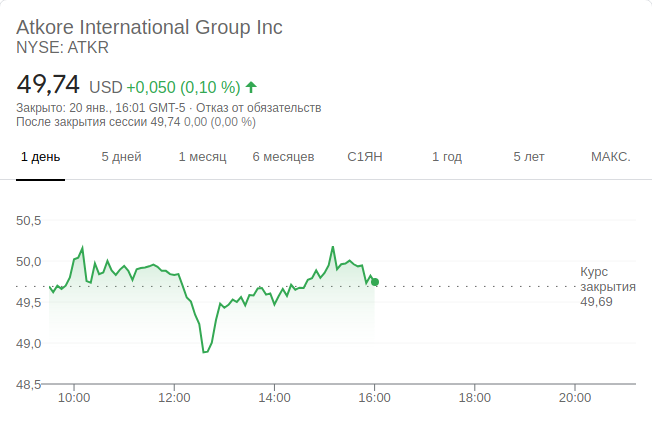 Atkore International Group Inc
NYSE: ATKR
49,74 USD +0,050 (0,10 %)
Закрыто: 20 янв., 16:01 GMT-5 · Отказ от обязательств
После закрытия сессии 49,74 0,00 (0,00 %)
1 день 5 дней 1 месяц 6 месяцев С1ЯН 1 год 5 лет МАКС.
50,5
50,0
Курс
закрытия
49,69
49,5
49,0
48,5
10:00 12:00 14:00 16:00 18:00 20:00